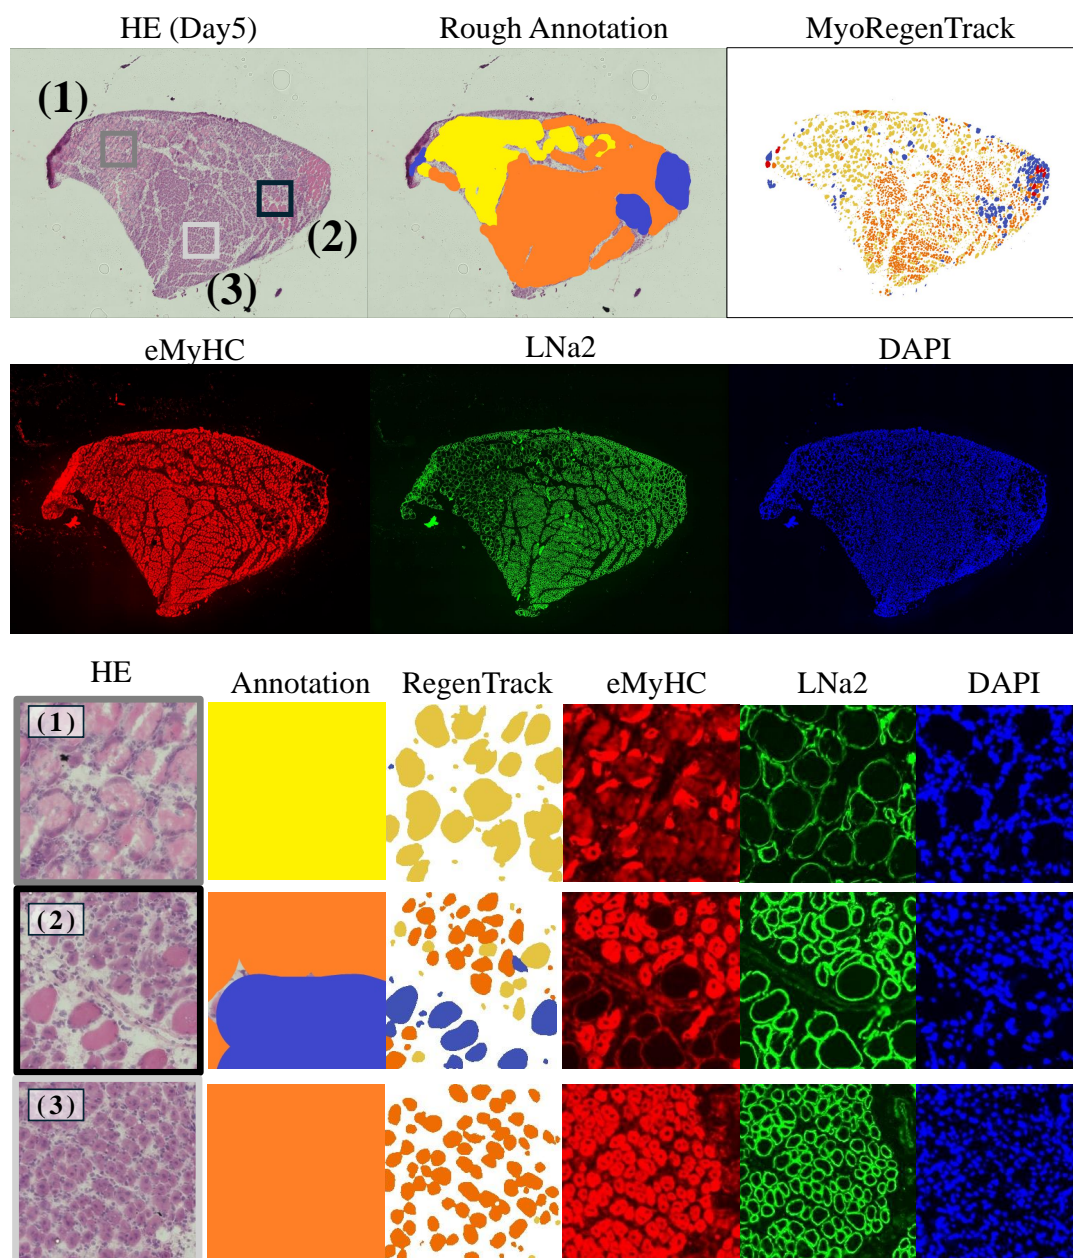 HE (Day5) Rough Annotation MyoRegenTrack
(1)
(2)
(3)
eMyHC LNa2 DAPI
HE Annotation RegenTrack eMyHC LNa2 DAPI
(1)
(2)
(3)